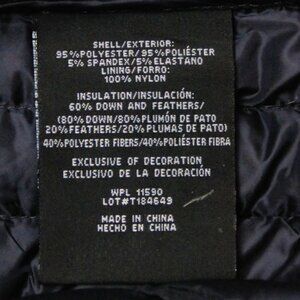 SHELL/EXTERIOR:
95%POLYESTER/95%POLIÉSTER
5% SPANDEX/5% ELASTANO
LINING/FORRO:
100% NYLON
INSULATION/INSULACIÓN:
60% DOWN AND FEATHERS/
(80%DOWN/80%PLUMÓN DE PATO
20%FEATHERS/20%PLUMAS DE PATO)
40%POLYESTER FIBERS/40%POLIÉSTER FIBRA
EXCLUSIVE OF DECORATION
EXCLUSIVO DE LA DECORACIÓN
WPL 11590
LOT#T184649
MADE IN CHINA
HECHO EN CHINA